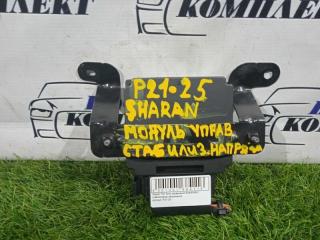 КОМПЛЕКТ
P21-25
SHARAN
МОДУЛЬ УПРАВ
СТАБИЛИЗ.НАПРЯЖ